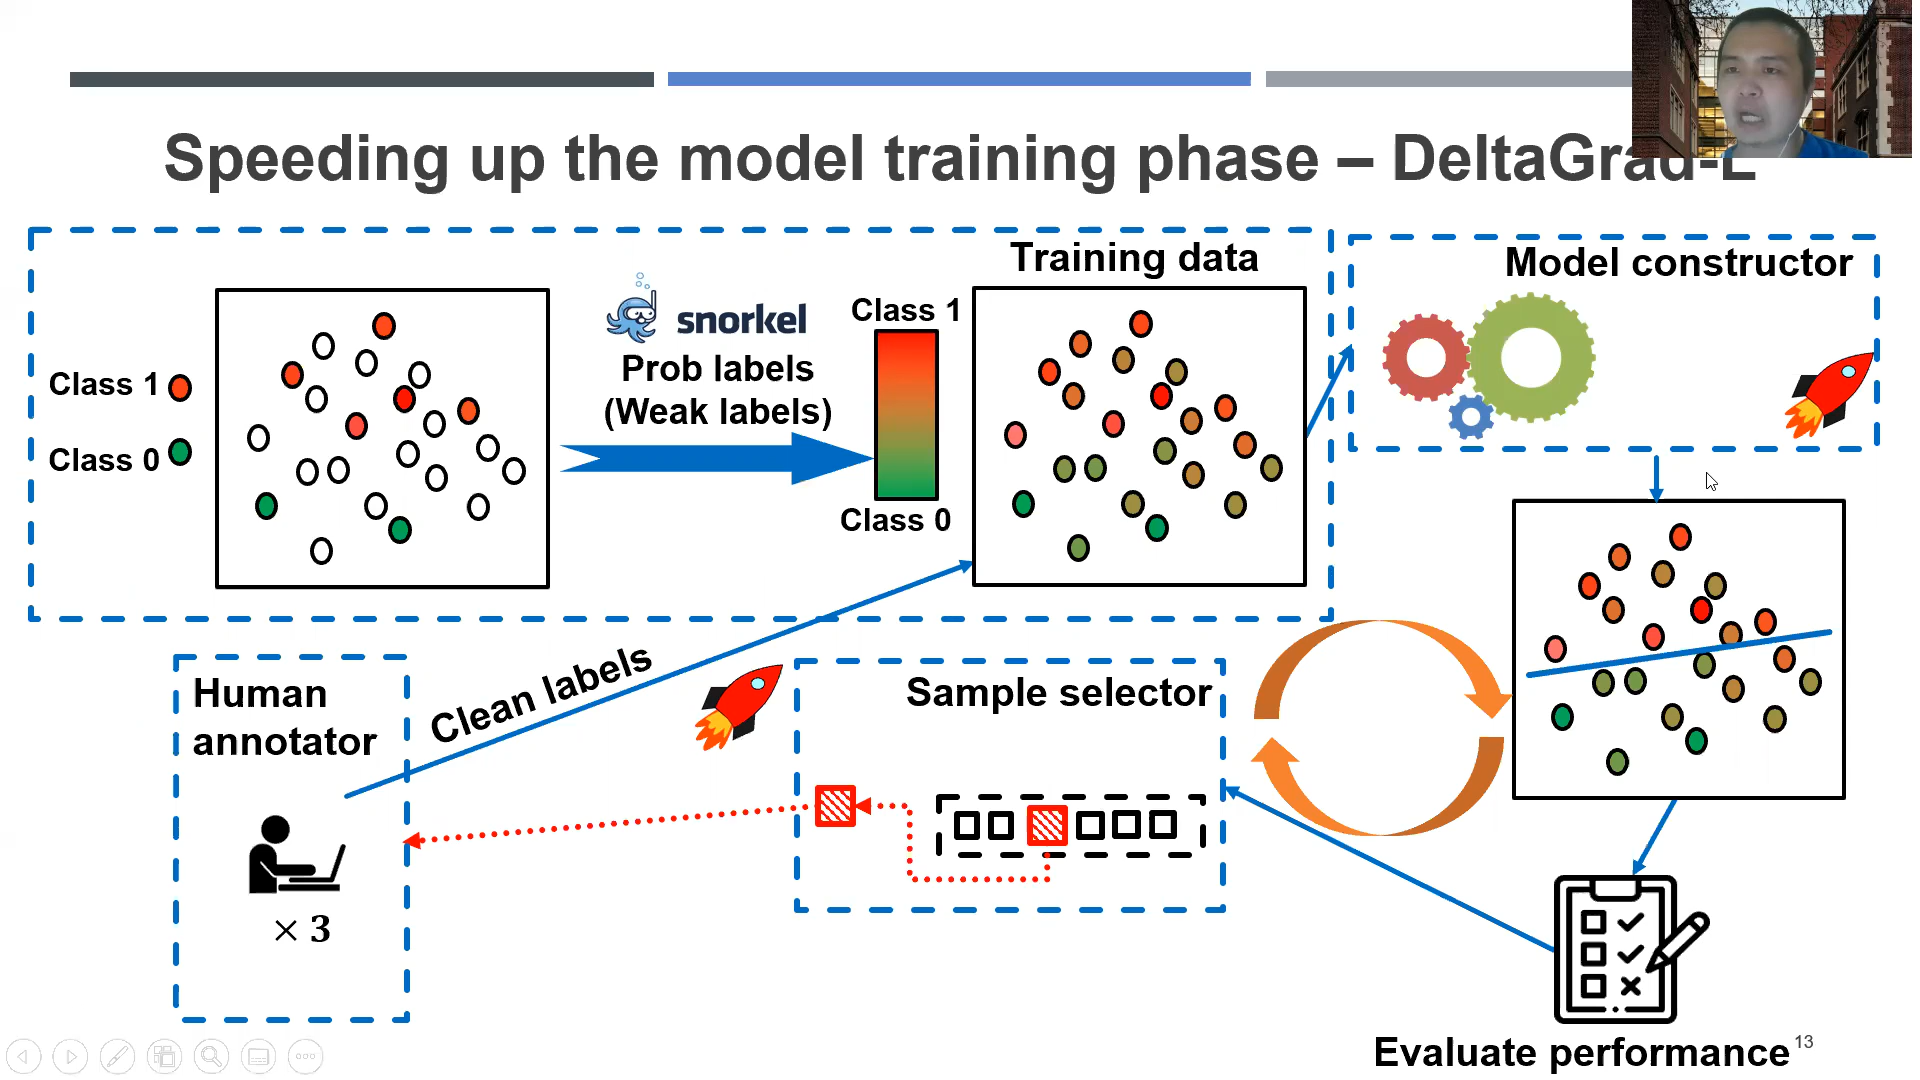 Speeding up the model training phase – DeltaGrad-L
Training data
Model constructor
snorkel
Class 1
Prob labels
(Weak labels)
Class 1
Class 0
Class 0
Clean labels
Human
annotator
× 3
Sample selector
Evaluate performance
13